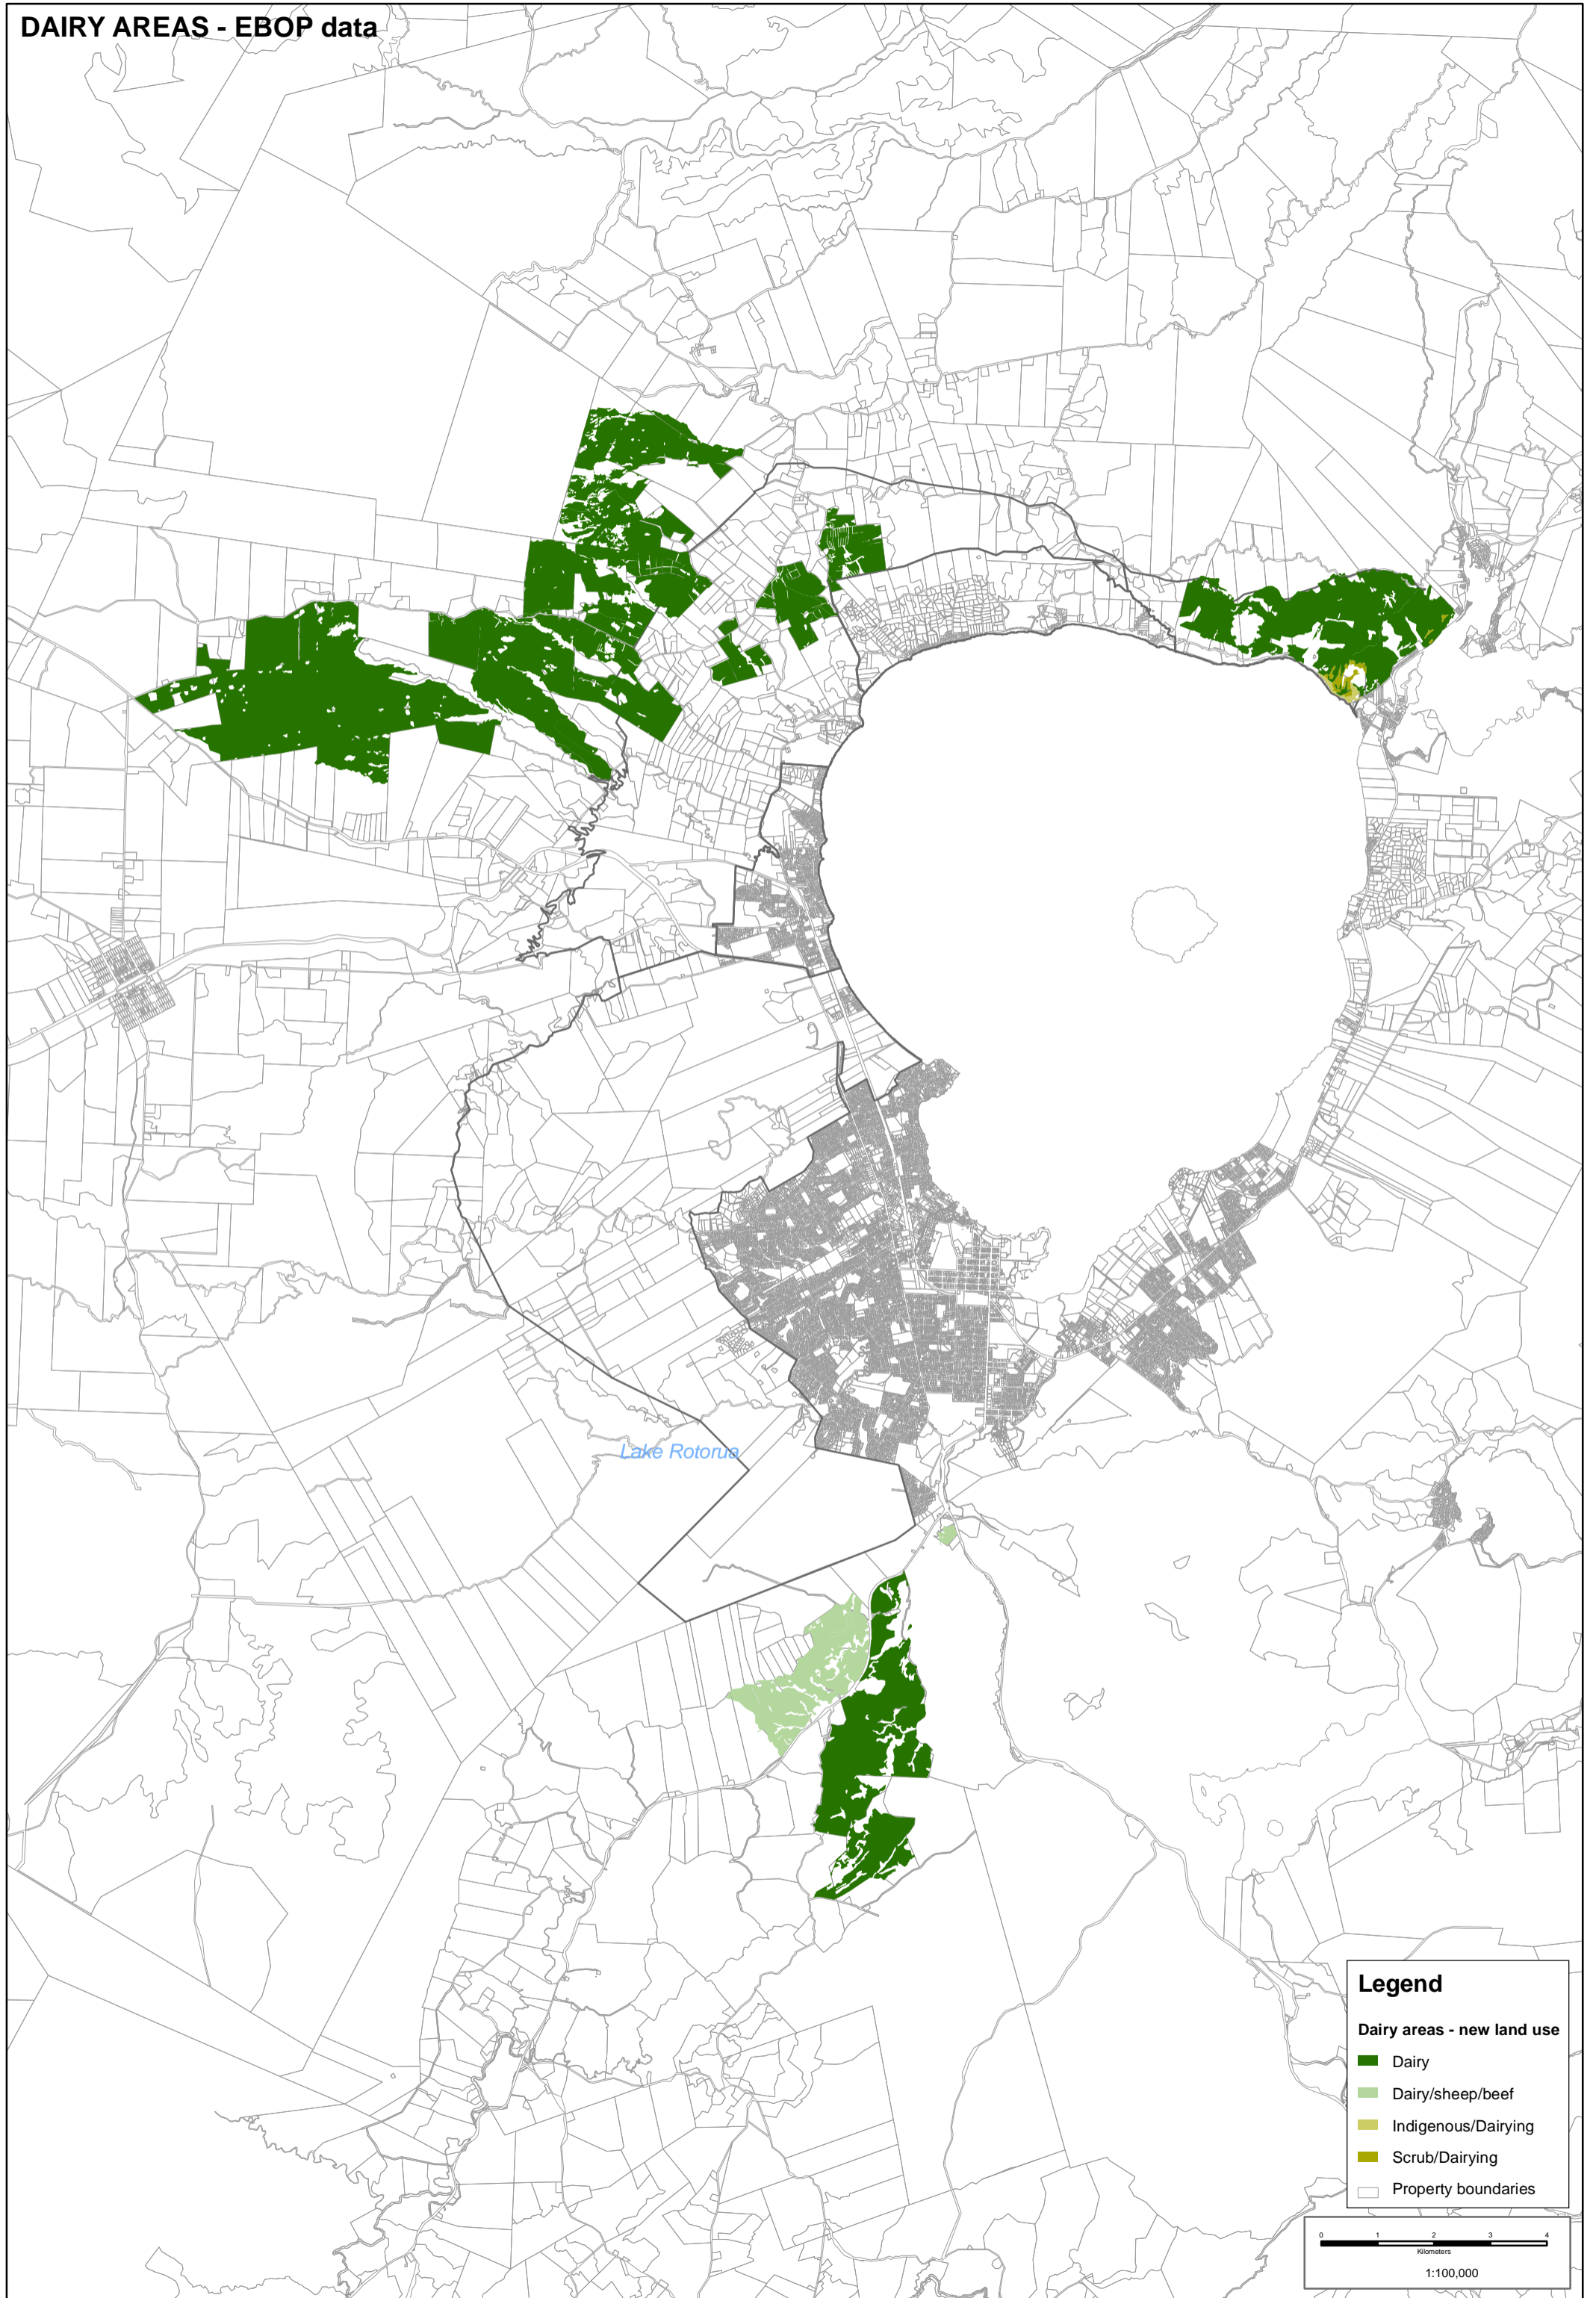 DAIRY AREAS - EBOP data
Lake Rotorua
Legend
Dairy areas - new land use
Dairy
Dairy/sheep/beef
Indigenous/Dairying
Scrub/Dairying
Property boundaries
0 1 2 3 4
Kilometers
1:100,000